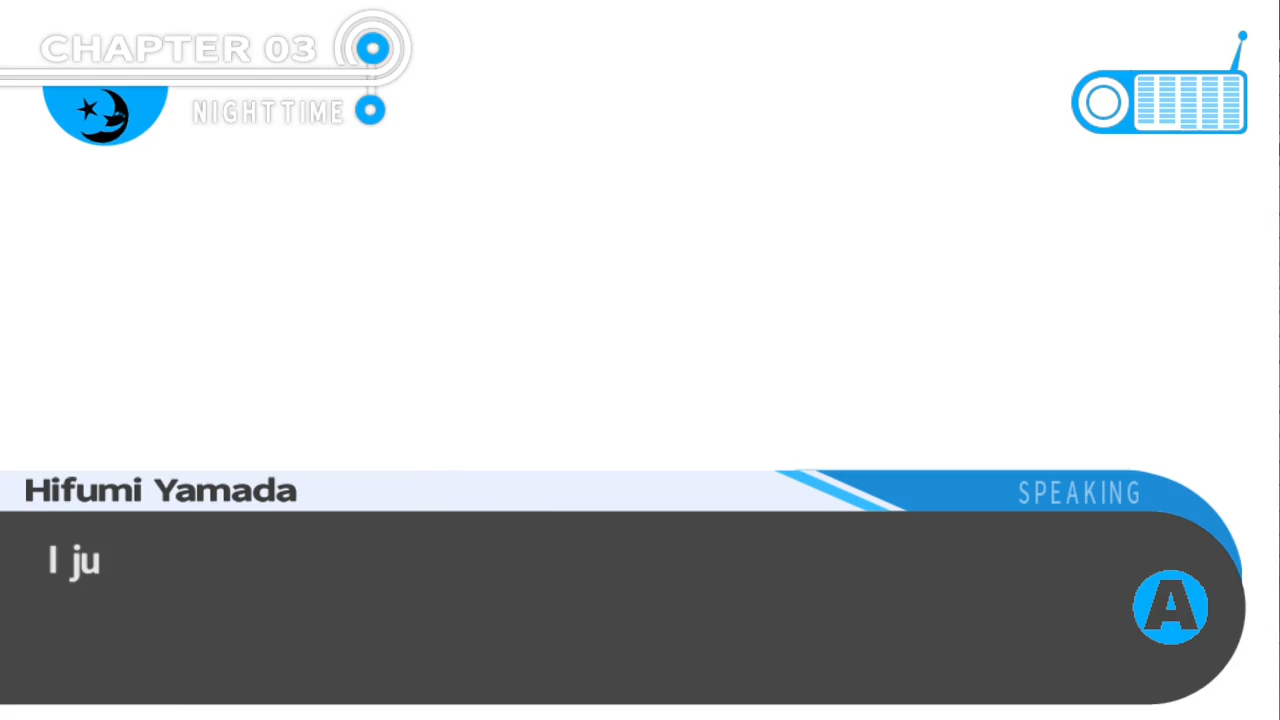 CHAPTER 03
NIGHTTIME
Hifumi Yamada
SPEAKING
I ju
A